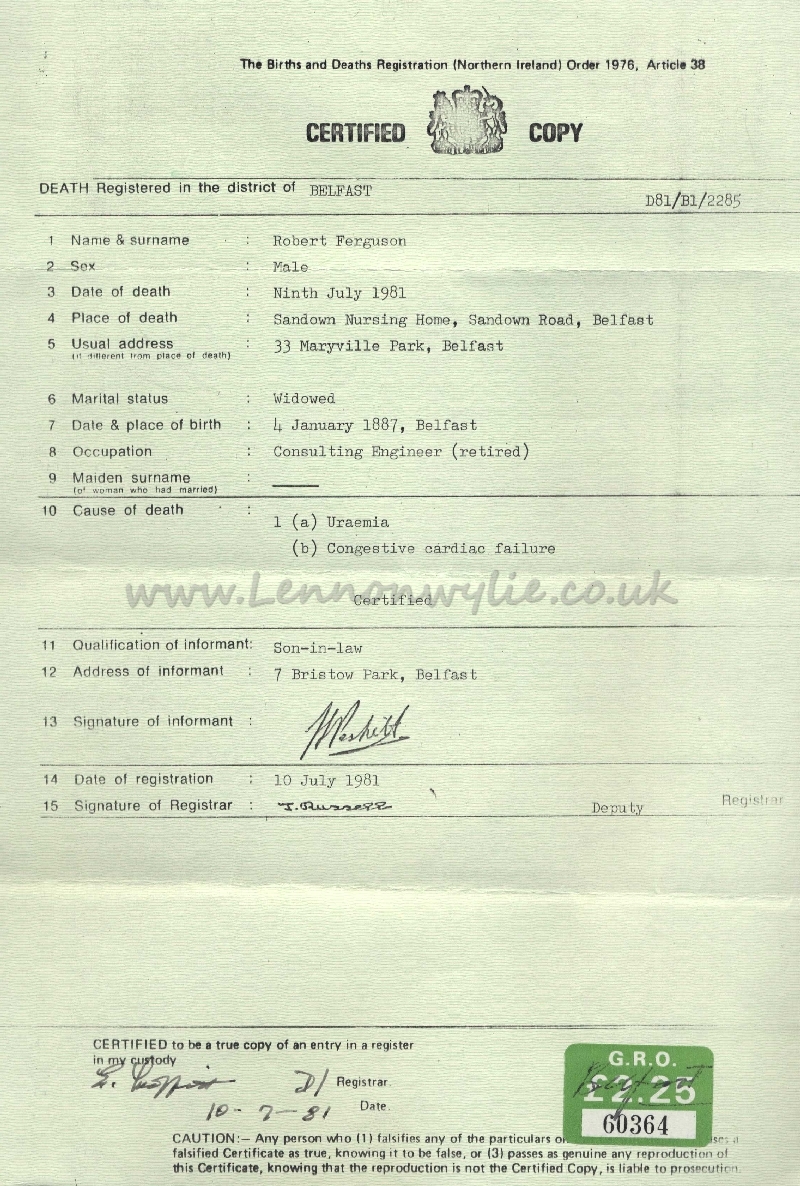 The Births and Deaths Registration (Northern Ireland) Order 1976, Article 38
CERTIFIED COPY
DEATH Registered in the district of BELFAST
D81/B1/2285
1 Name & surname : Robert Ferguson
2 Sex : Male
3 Date of death : Ninth July 1981
4 Place of death : Sandown Nursing Home, Sandown Road, Belfast
5 Usual address : 33 Maryville Park, Belfast
(if different from place of death)
6 Marital status : Widowed
7 Date & place of birth : 4 January 1887, Belfast
8 Occupation : Consulting Engineer (retired)
9 Maiden surname :
(of woman who had married)
10 Cause of death :
1 (a) Uraemia
(b) Congestive cardiac failure
www.Lennonwylie.co.uk
Certified
11 Qualification of informant: Son-in-law
12 Address of informant : 7 Bristow Park, Belfast
13 Signature of informant :
14 Date of registration : 10 July 1981
15 Signature of Registrar : J. Russell Deputy Registrar
CERTIFIED to be a true copy of an entry in a register
in my custody
D/ Registrar.
10-7-81 Date.
G.R.O.
£2.25
60364
CAUTION:— Any person who (1) falsifies any of the particulars
falsified Certificate as true, knowing it to be false, or (3) passes as genuine any reproduction of
this Certificate, knowing that the reproduction is not the Certified Copy, is liable to prosecution.